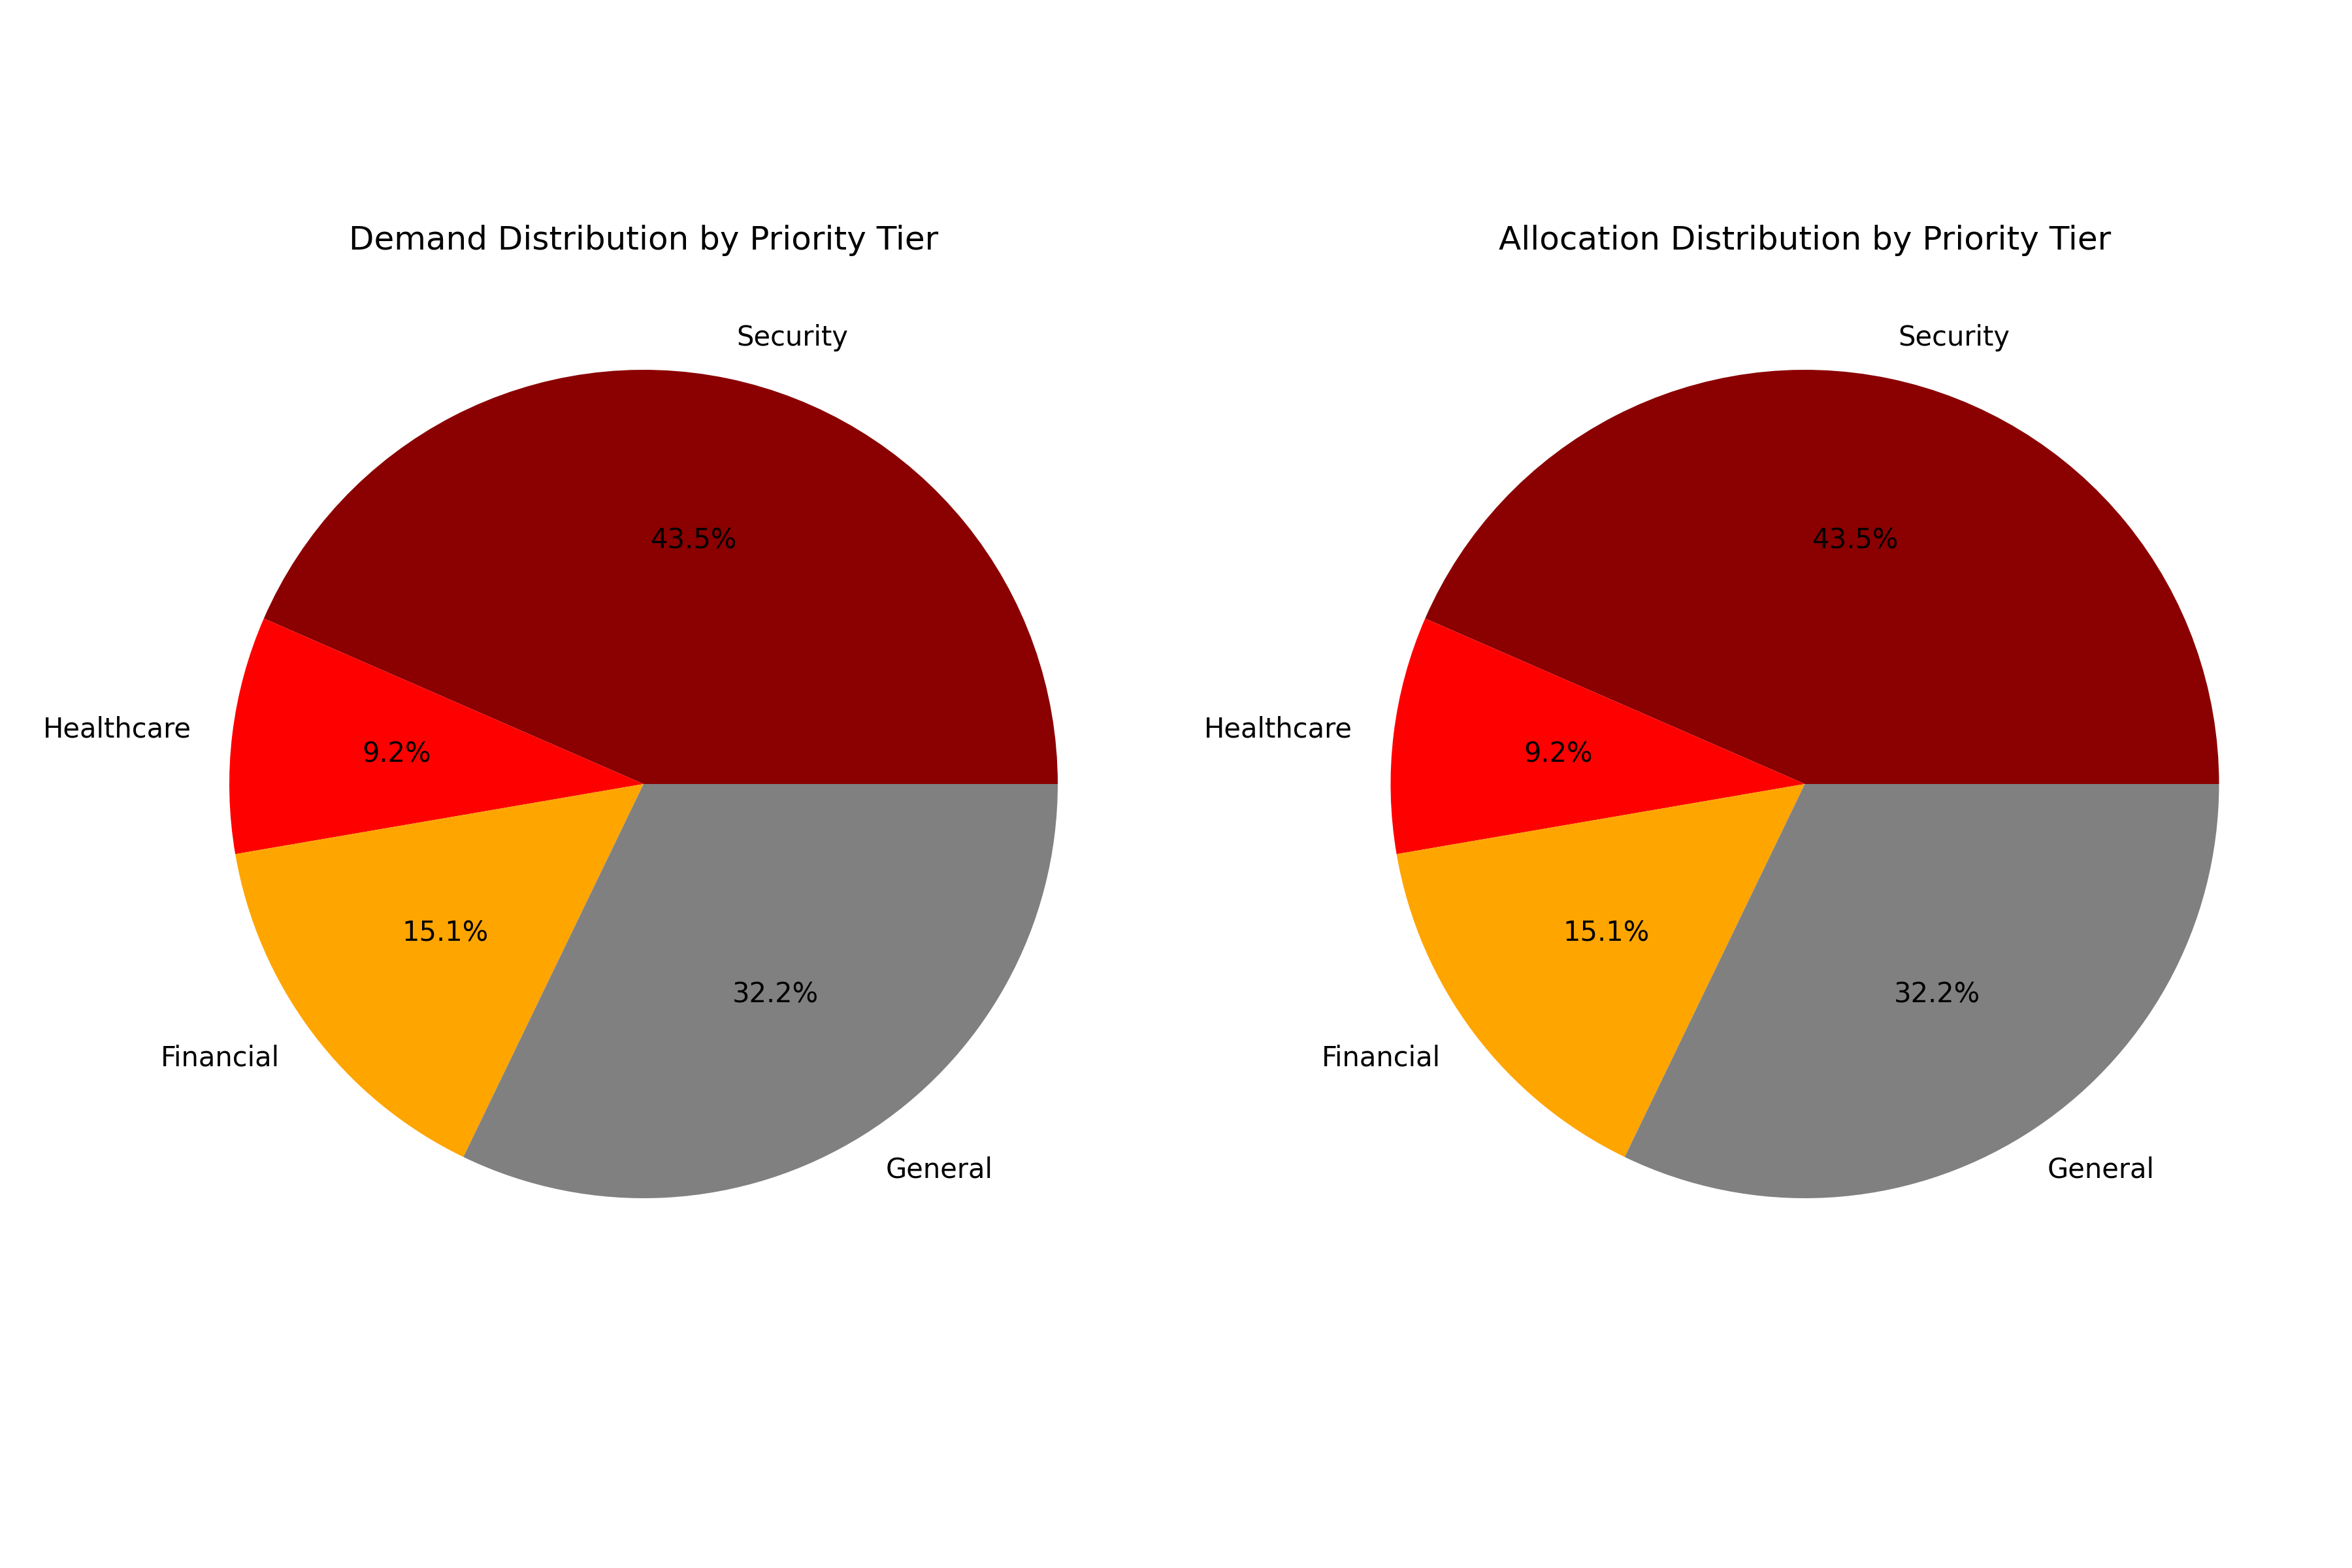 Demand Distribution by Priority Tier
Security
43.5%
Healthcare
9.2%
15.1%
32.2%
Financial
General
Allocation Distribution by Priority Tier
Security
43.5%
Healthcare
9.2%
15.1%
32.2%
Financial
General